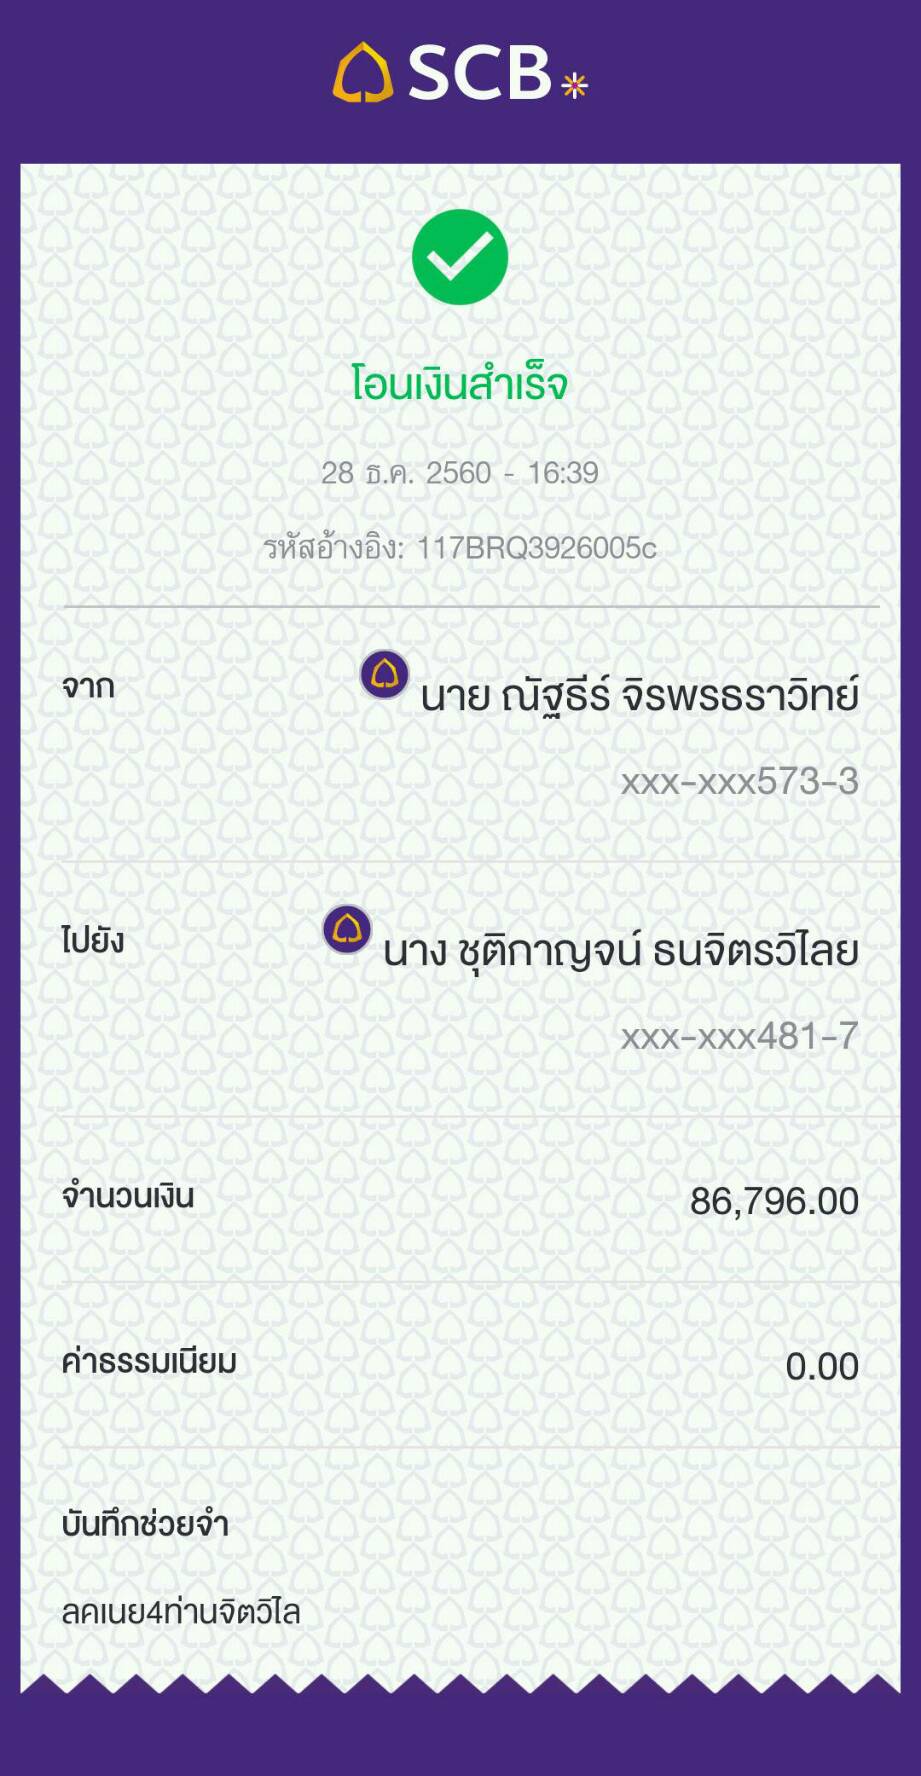 SCB
โอนเงินสำเร็จ
28 ธ.ค. 2560 - 16:39
รหัสอ้างอิง: 117BRQ3926005c
จาก
นาย ณัฐธีร์ จิรพรธราวิทย์
xxx-xxx573-3
ไปยัง
นาง ชุติกาญจน์ ธนจิตรวิไลย
xxx-xxx481-7
จำนวนเงิน
86,796.00
ค่าธรรมเนียม
0.00
บันทึกช่วยจำ
ลคเนย4ท่านจิตวิไล